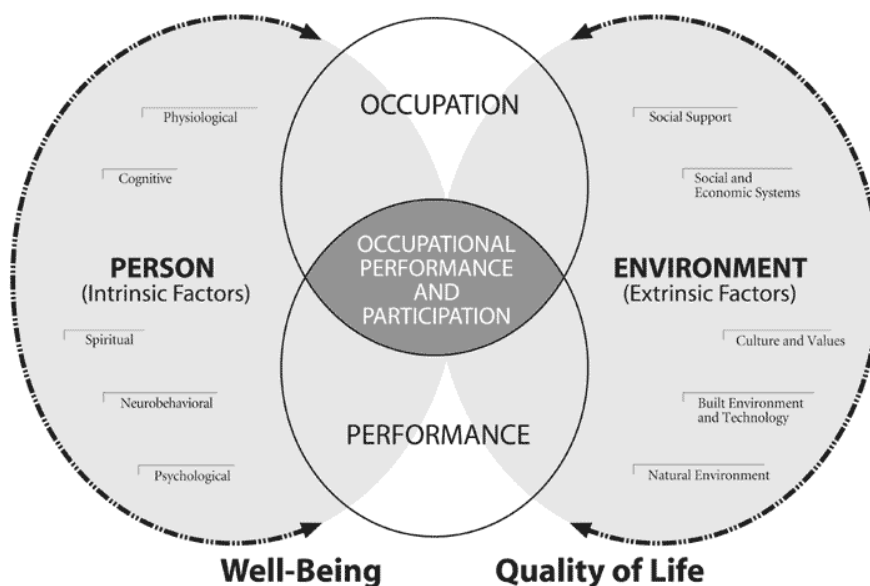 OCCUPATION
Physiological
Cognitive
PERSON
(Intrinsic Factors)
Spiritual
Neurobehavioral
Psychological
OCCUPATIONAL
PERFORMANCE
AND
PARTICIPATION
PERFORMANCE
Social Support
Social and
Economic Systems
ENVIRONMENT
(Extrinsic Factors)
Culture and Values
Built Environment
and Technology
Natural Environment
Well-Being
Quality of Life